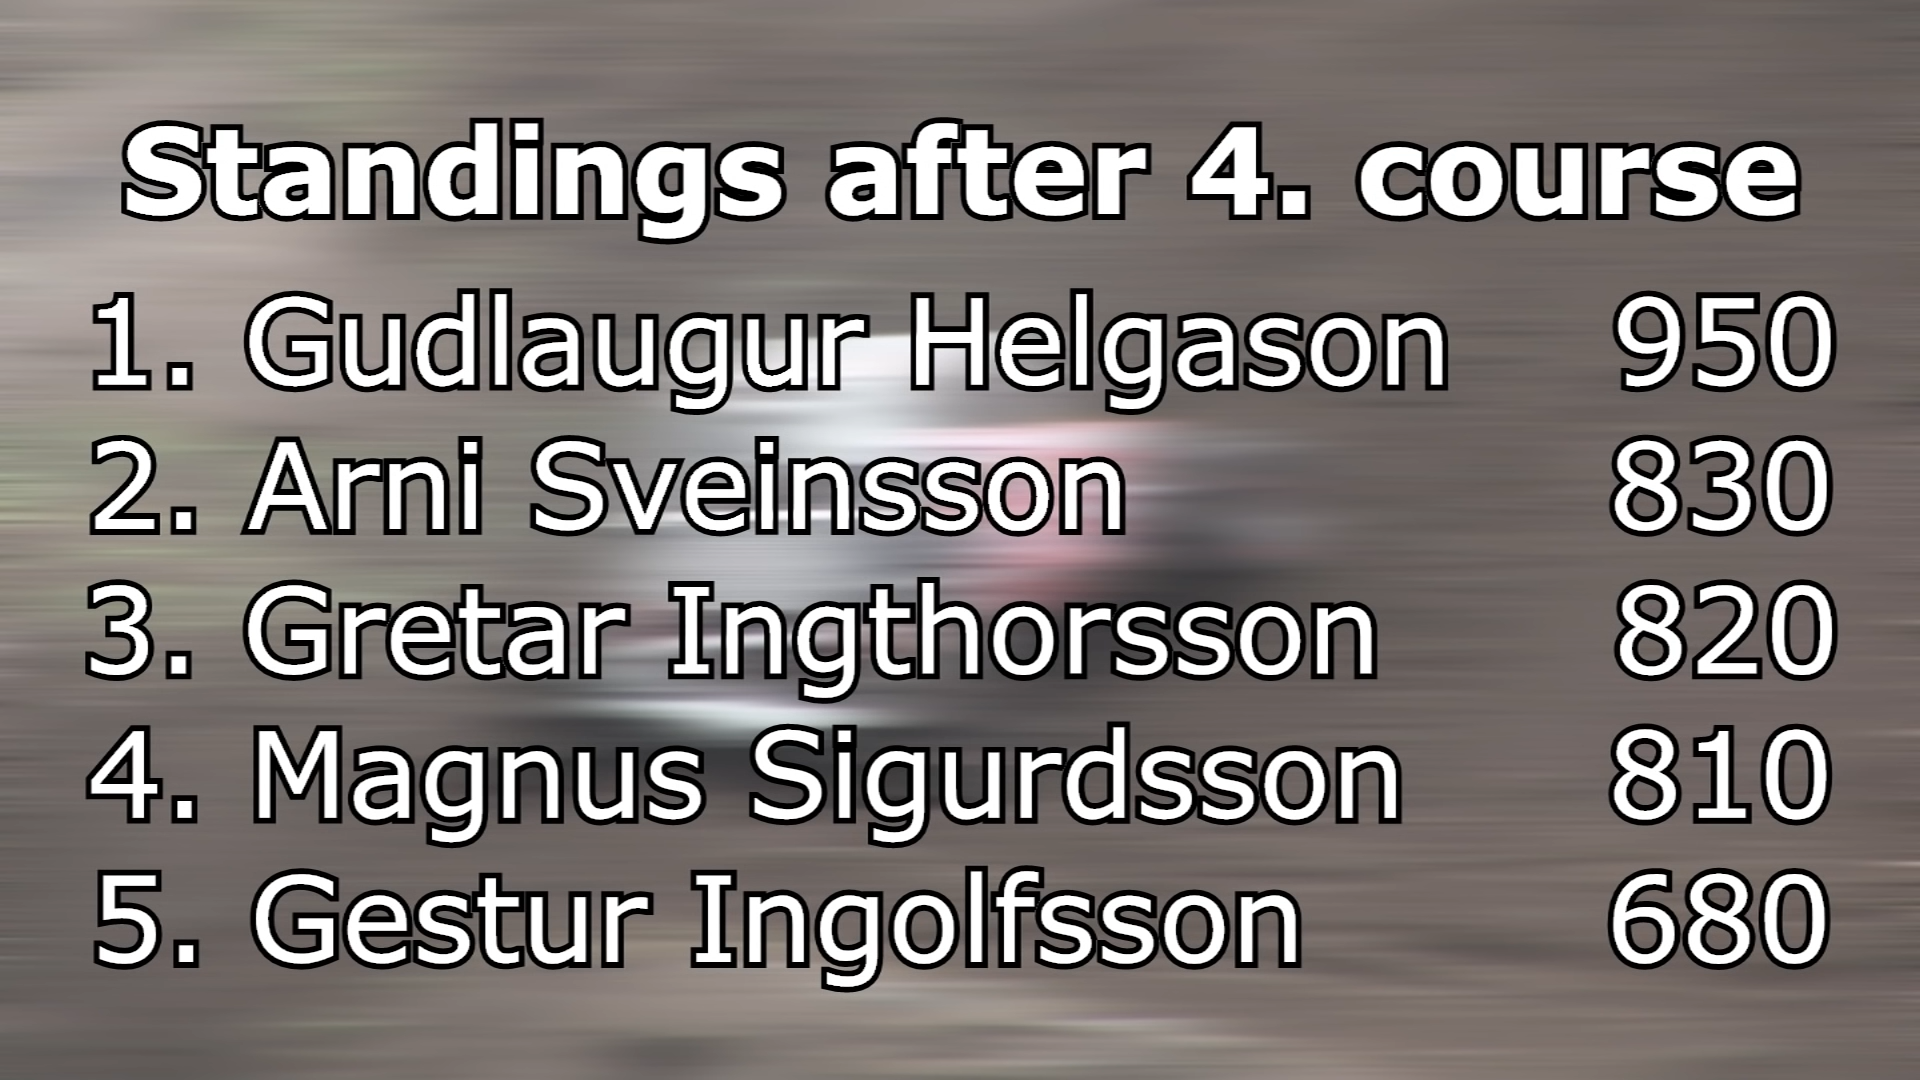 Standings after 4. course
1. Gudlaugur Helgason 950
2. Arni Sveinsson 830
3. Gretar Ingthorsson 820
4. Magnus Sigurdsson 810
5. Gestur Ingolfsson 680